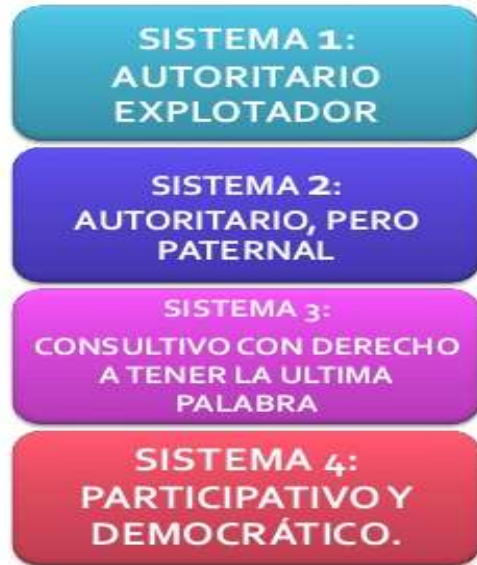 SISTEMA 1:
AUTORITARIO
EXPLOTADOR
SISTEMA 2:
AUTORITARIO, PERO
PATERNAL
SISTEMA 3:
CONSULTIVO CON DERECHO
A TENER LA ULTIMA
PALABRA
SISTEMA 4:
PARTICIPATIVO Y
DEMOCRÁTICO.